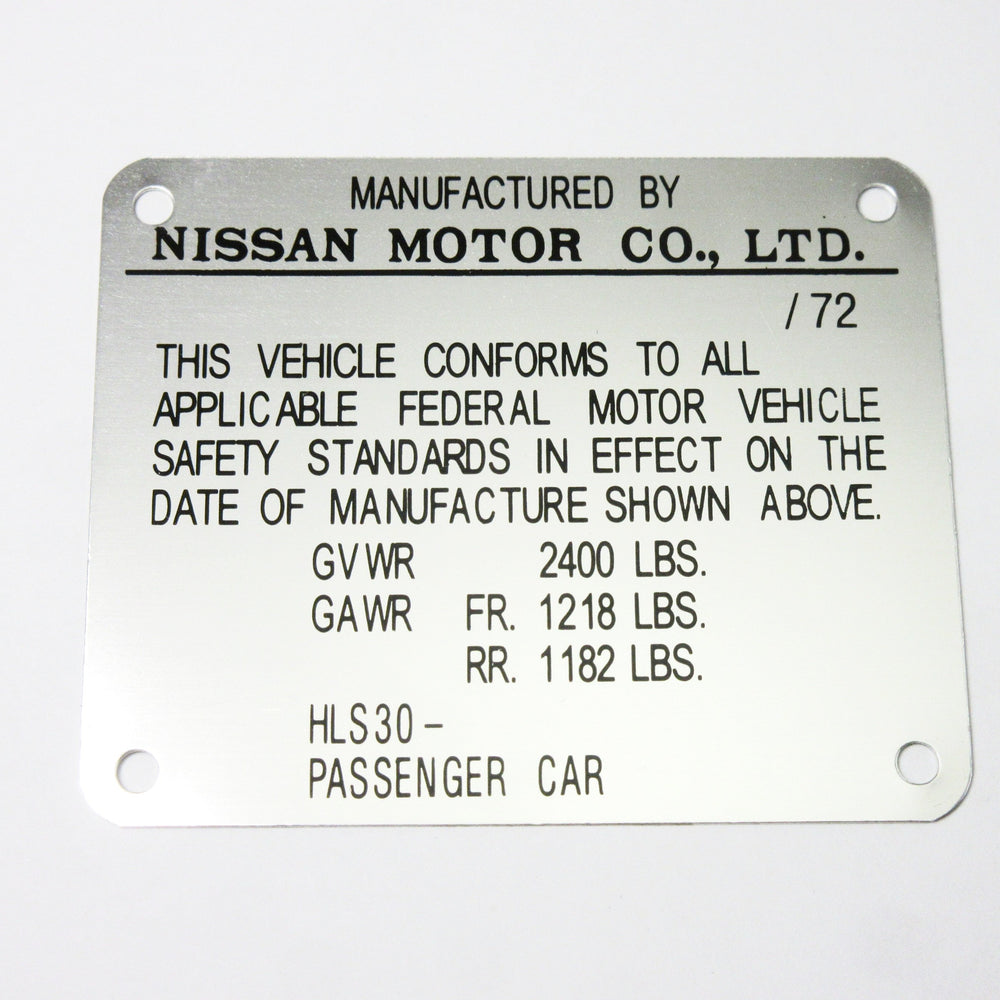 MANUFACTURED BY
NISSAN MOTOR CO., LTD.
/72
THIS VEHICLE CONFORMS TO ALL
APPLICABLE FEDERAL MOTOR VEHICLE
SAFETY STANDARDS IN EFFECT ON THE
DATE OF MANUFACTURE SHOWN ABOVE.
GVWR 2400 LBS.
GAWR FR. 1218 LBS.
RR. 1182 LBS.
HLS30-
PASSENGER CAR